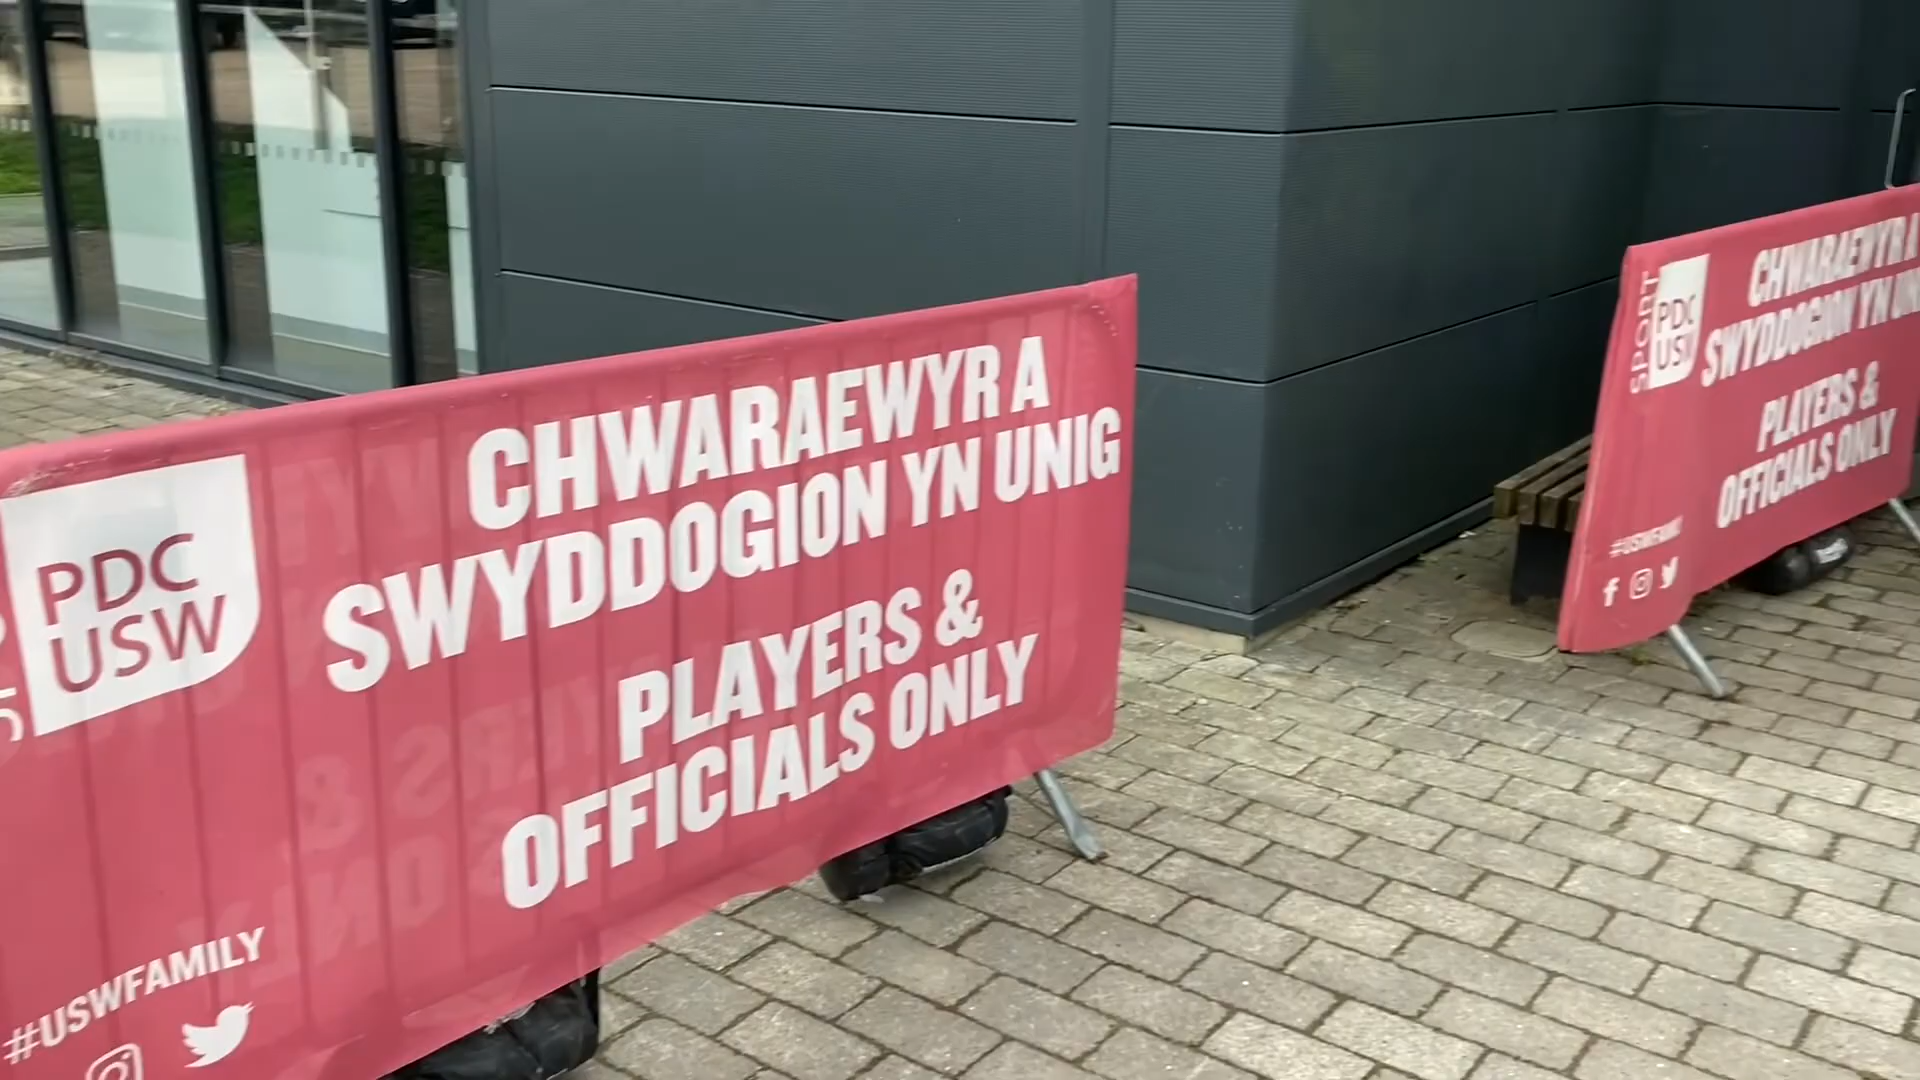 PDC
USW
CHWARAEWYR A
SWYDDOGION YN UNIG
PLAYERS &
OFFICIALS ONLY
#USWFAMILY
SPORT
PDC
USW
CHWARAEWYR A
SWYDDOGION YN
PLAYERS &
OFFICIALS ONLY
#USWFAMILY